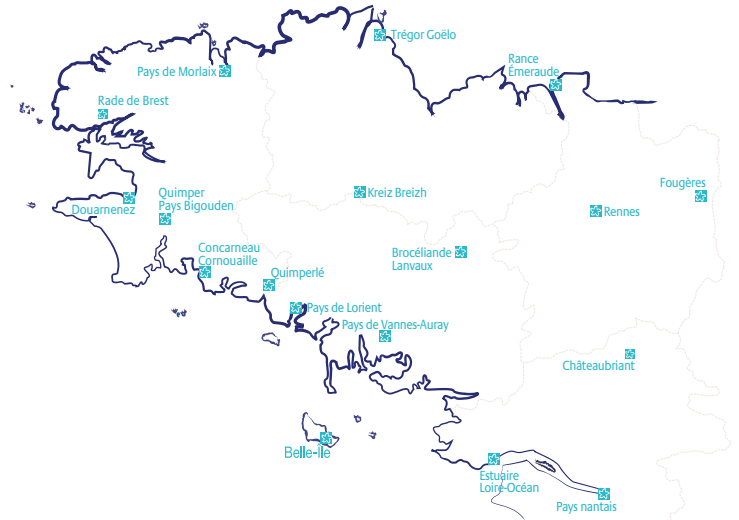 Trégor Goëlo
Rance
Émeraude
Pays de Morlaix
Rade de Brest
Fougères
Quimper
Pays Bigouden
Kreiz Breizh
Douarnenez
Rennes
Concarneau
Cornouaille
Brocéliande
Lanvaux
Quimperlé
Pays de Lorient
Pays de Vannes-Auray
Châteaubriant
Belle-Île
Estuaire
Loire-Océan
Pays nantais